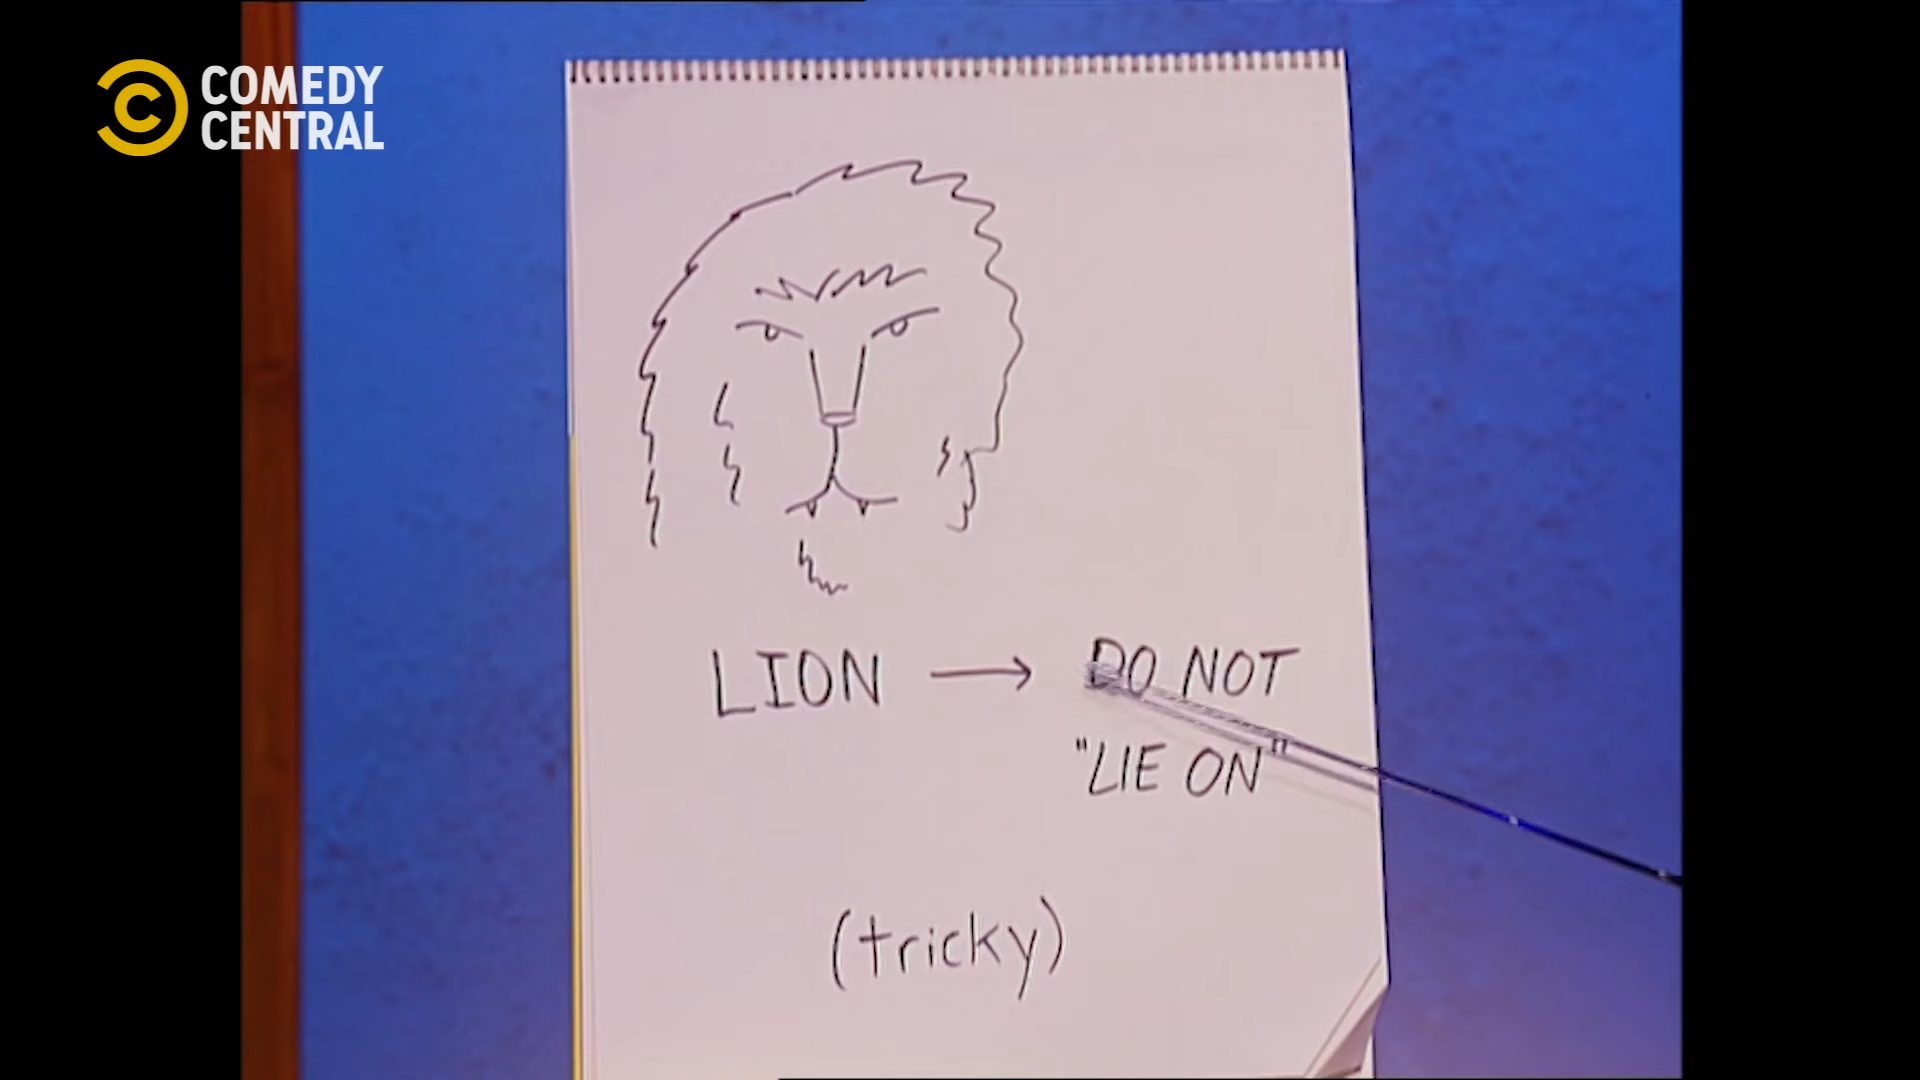 COMEDY
CENTRAL
LION → DO NOT
"LIE ON"
(tricky)